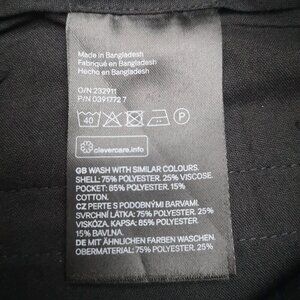 Made in Bangladesh
Fabriqué en Bangladesh
Hecho en Bangladesh
O/N 232911
P/N 0391772 7
40 P
clevercare.info
GB WASH WITH SIMILAR COLOURS.
SHELL: 75% POLYESTER. 25% VISCOSE.
POCKET: 85% POLYESTER. 15%
COTTON.
CZ PERTE S PODOBNÝMI BARVAMI.
SVRCHNÍ LÁTKA: 75% POLYESTER. 25%
VISKÓZA. KAPSA: 85% POLYESTER.
15% BAVLNA.
DE MIT ÄHNLICHEN FARBEN WASCHEN.
OBERMATERIAL: 75% POLYESTER. 25%